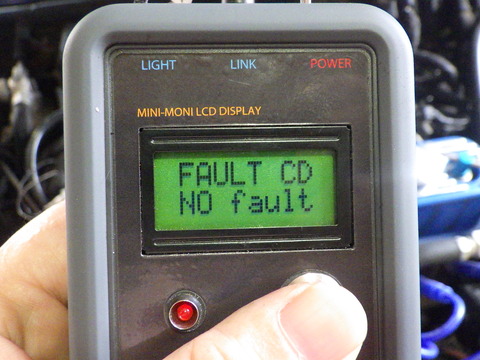 LIGHT LINK POWER
MINI-MONI LCD DISPLAY
FAULT CD
NO fault